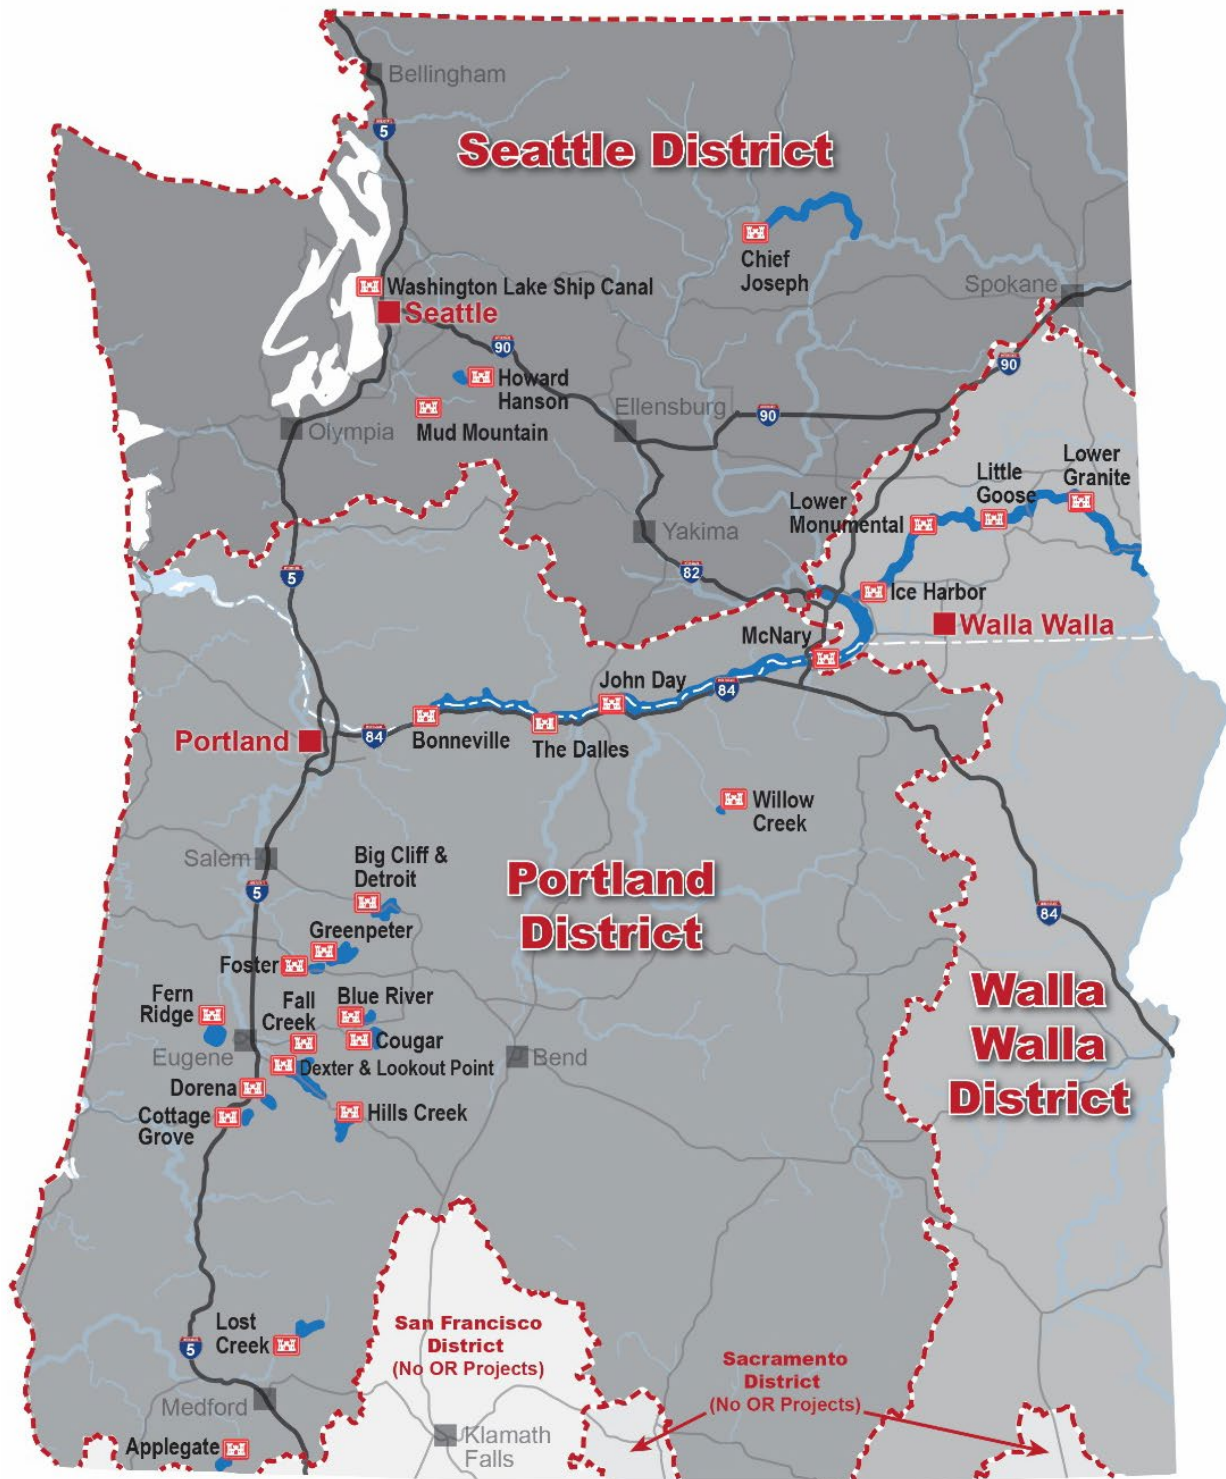 Bellingham
5
Seattle District
Chief
Joseph
Spokane
Washington Lake Ship Canal
Seattle
90
90
Howard
Hanson
Mud Mountain
Olympia
Ellensburg
90
Lower
Granite
Little
Goose
Lower
Monumental
Yakima
82
5
Ice Harbor
Walla Walla
McNary
John Day
84
Portland
84
Bonneville
The Dalles
Willow
Creek
Salem
Big Cliff &
Detroit
5
Portland
District
84
Greenpeter
Foster
Fern
Ridge
Fall
Creek
Blue River
Cougar
Eugene
Bend
Dexter & Lookout Point
Dorena
Cottage
Grove
Hills Creek
Walla
Walla
District
Lost
Creek
5
San Francisco
District
(No OR Projects)
Sacramento
District
(No OR Projects)
Medford
Klamath
Falls
Applegate